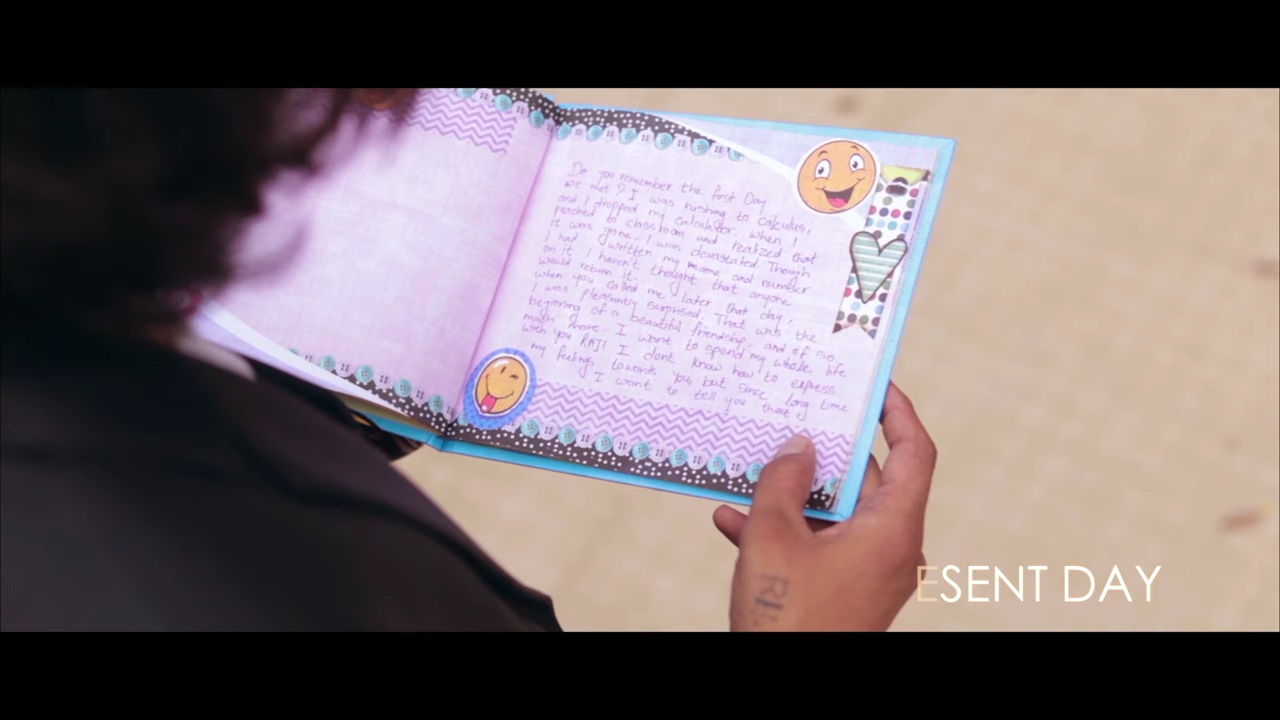 Do you remember the first Day
we met? I was rushing to calculus,
and I dropped my calculator. when I
reached to classroom and realized that
it was gone. I was devastated. Though
I had written my name and number
on it. I haven't thought that anyone
would return it.
when you called me later that day,
I was pleasantly surprised. That was the
beginning of a beautiful friendship, and of so
much more. I want to spend my whole life
with you RAJ! I dont know how to express
my feelings towards you but since long time
I want to tell you that
ESENT DAY